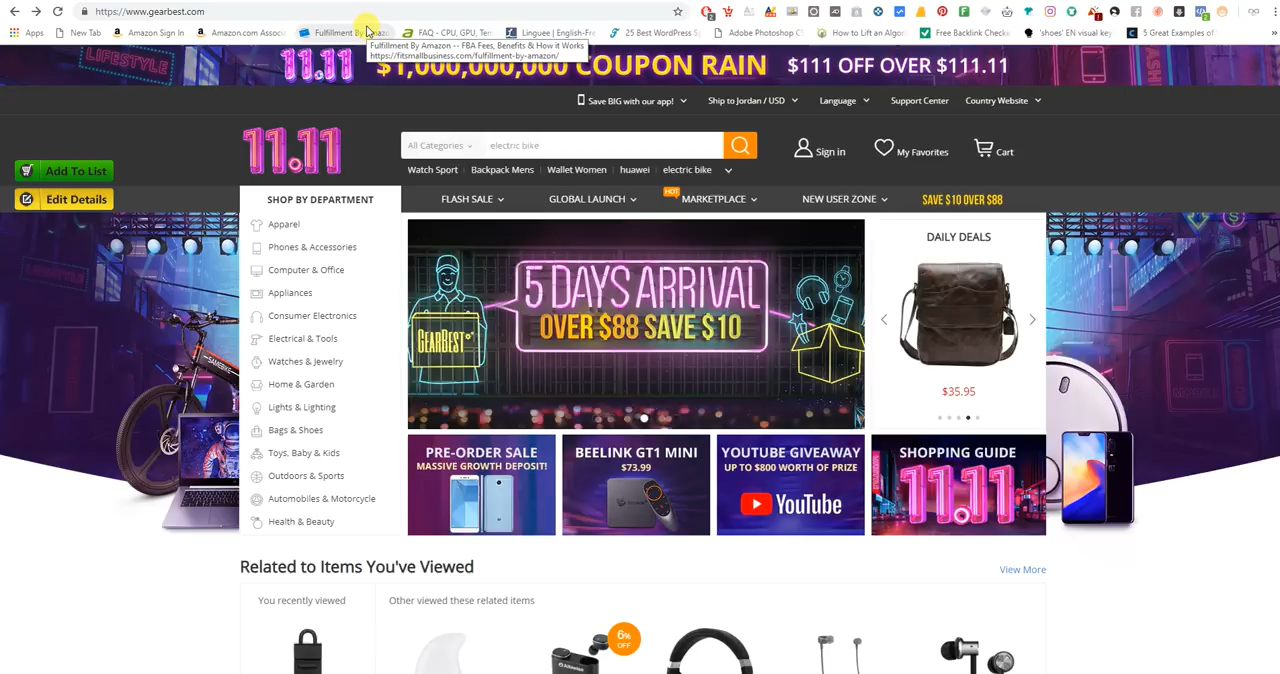 https://www.gearbest.com
Apps
New Tab
Amazon Sign In
Amazon.com Associ
Fulfillment By Amazo
FAQ - CPU, GPU, Tem
Linguee | English-Fre
25 Best WordPress S
Adobe Photoshop C
How to Lift an Algor
Free Backlink Checke
'shoes' EN visual key
5 Great Examples of
Fulfillment By Amazon -- FBA Fees, Benefits & How it Works
https://fitsmallbusiness.com/fulfillment-by-amazon/
11.11
$1,000,000,000 COUPON RAIN
$111 OFF OVER $111.11
LIFESTYLE
Save BIG with our app!
Ship to Jordan / USD
Language
Support Center
Country Website
11.11
All Categories
electric bike
Sign in
My Favorites
Cart
Watch Sport
Backpack Mens
Wallet Women
huawei
electric bike
Add To List
Edit Details
SHOP BY DEPARTMENT
FLASH SALE
GLOBAL LAUNCH
HOT
MARKETPLACE
NEW USER ZONE
SAVE $10 OVER $88
Apparel
Phones & Accessories
Computer & Office
Appliances
Consumer Electronics
Electrical & Tools
Watches & Jewelry
Home & Garden
Lights & Lighting
Bags & Shoes
Toys, Baby & Kids
Outdoors & Sports
Automobiles & Motorcycle
Health & Beauty
5 DAYS ARRIVAL
OVER $88 SAVE $10
GEARBEST
DAILY DEALS
$35.95
PRE-ORDER SALE
MASSIVE GROWTH DEPOSIT!
BEELINK GT1 MINI
$73.99
YOUTUBE GIVEAWAY
UP TO $800 WORTH OF PRIZE
YouTube
SHOPPING GUIDE
11.11
Related to Items You've Viewed
View More
You recently viewed
Other viewed these related items
6%
OFF